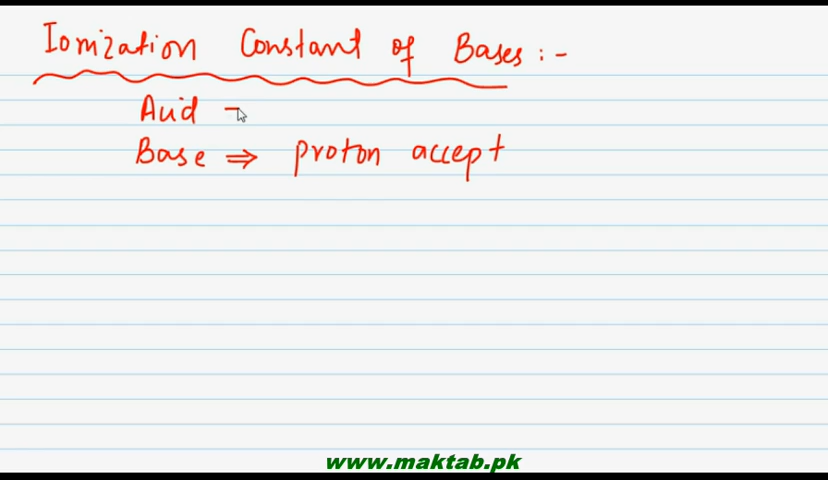 Ionization Constant of Bases :-
Acid -
Base ⇒ proton accept
www.maktab.pk